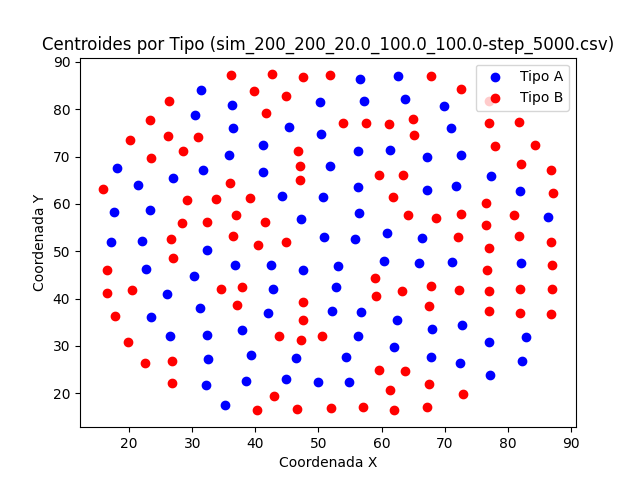 Centroides por Tipo (sim_200_200_20.0_100.0_100.0-step_5000.csv)
Tipo A
Tipo B
Coordenada Y
90
80
70
60
50
40
30
20
20 30 40 50 60 70 80 90
Coordenada X